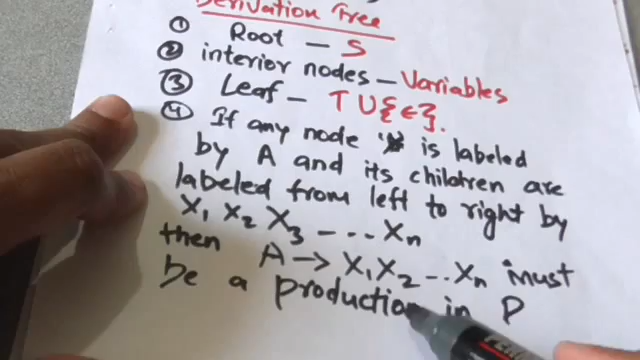 Derivation Tree
① Root - S
② interior nodes - Variables
③ Leaf - T U {ϵ}.
④ If any node is labeled
by A and its children are
labeled from left to right by
X1 X2 X3 - - - - Xn
then A → X1 X2 - - .. Xn must
be a production in P